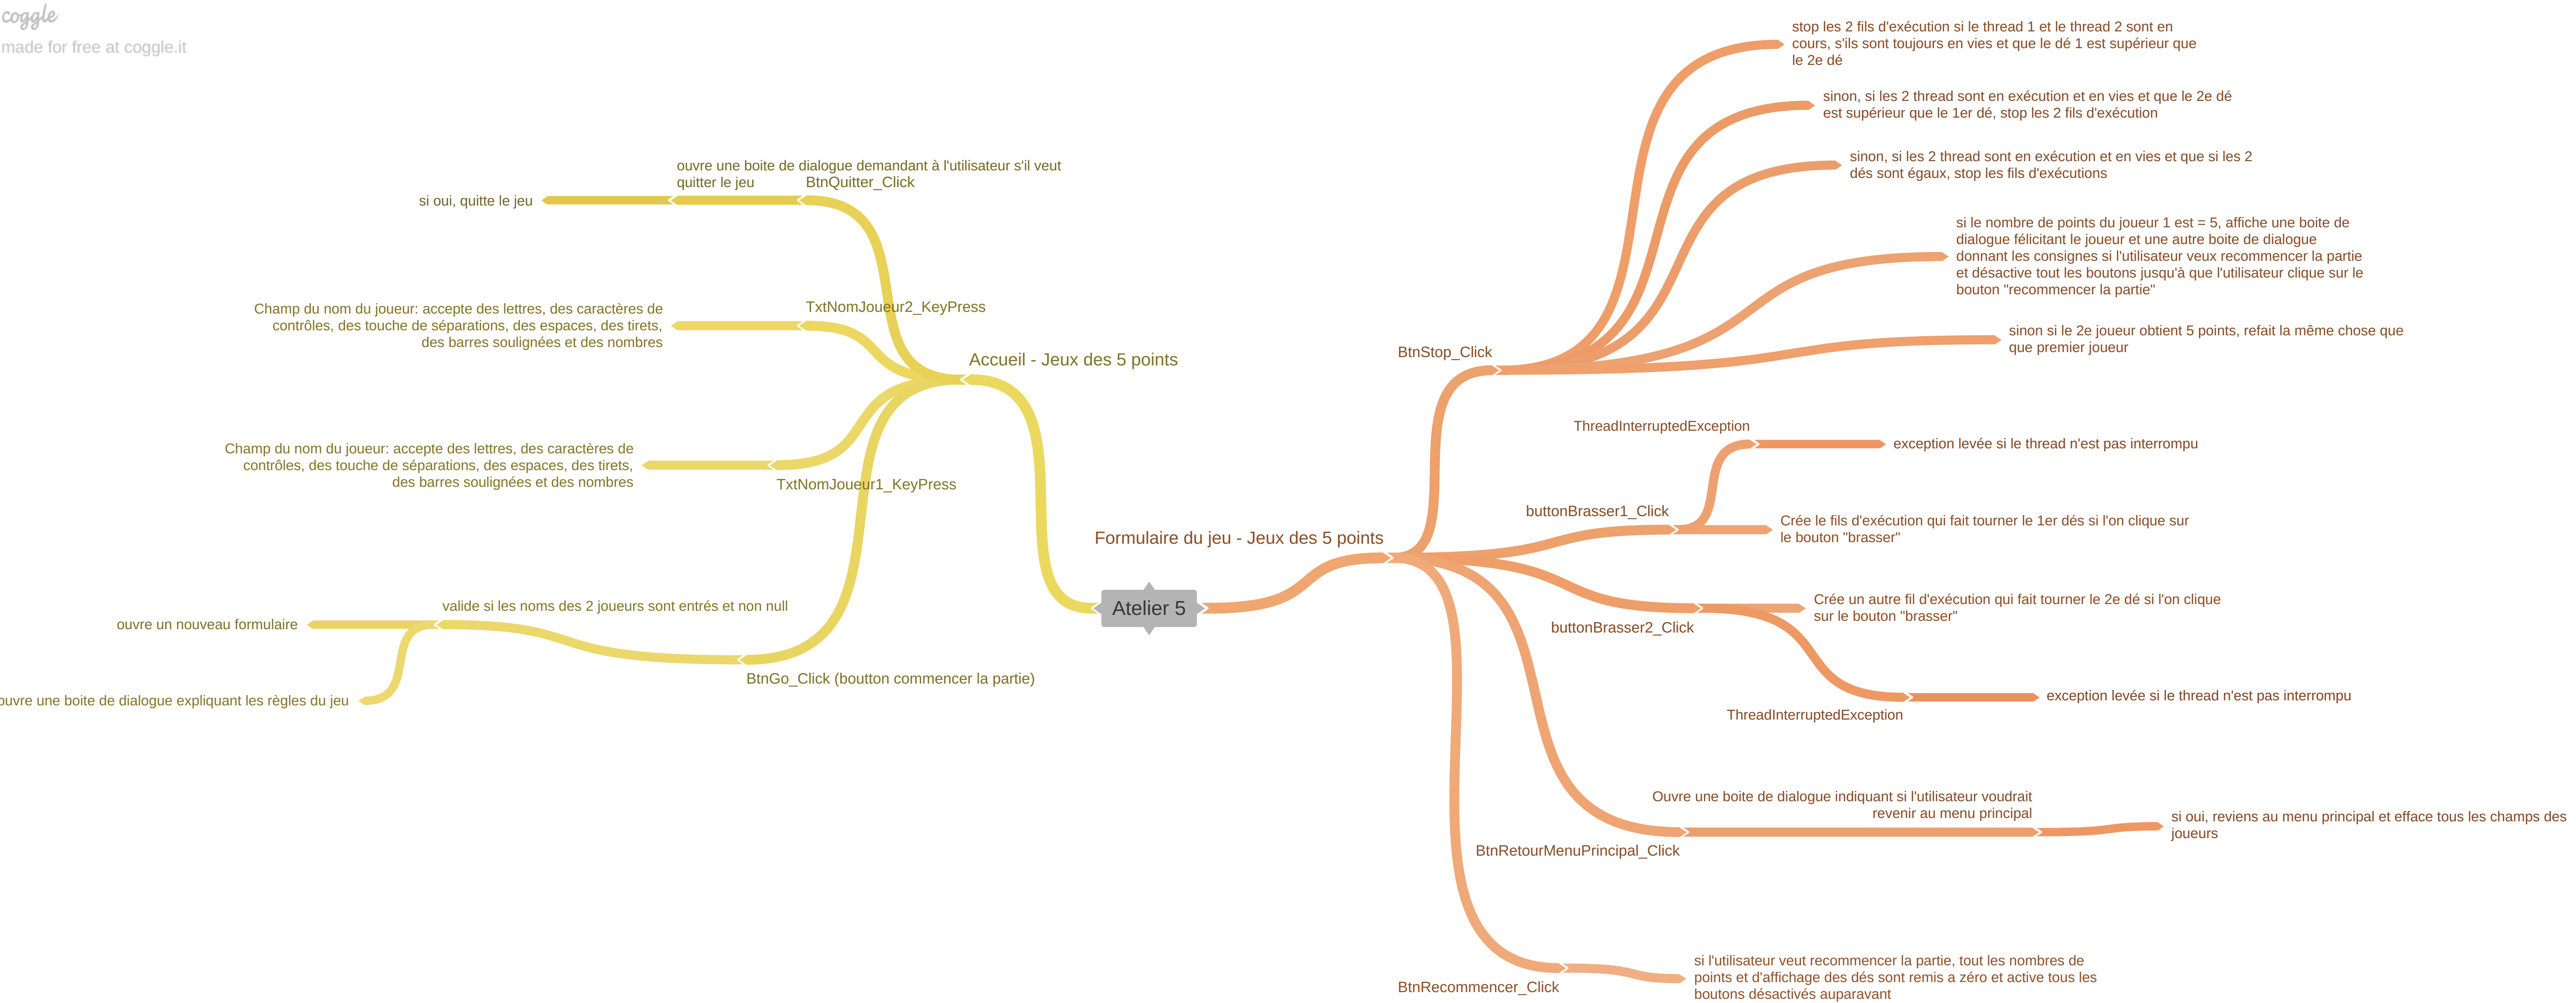 coggle
made for free at coggle.it
ouvre une boite de dialogue demandant à l'utilisateur s'il veut
quitter le jeu
BtnQuitter_Click
si oui, quitte le jeu
TxtNomJoueur2_KeyPress
Champ du nom du joueur: accepte des lettres, des caractères de
contrôles, des touche de séparations, des espaces, des tirets,
des barres soulignées et des nombres
Accueil - Jeux des 5 points
Champ du nom du joueur: accepte des lettres, des caractères de
contrôles, des touche de séparations, des espaces, des tirets,
des barres soulignées et des nombres
TxtNomJoueur1_KeyPress
valide si les noms des 2 joueurs sont entrés et non null
ouvre un nouveau formulaire
BtnGo_Click (boutton commencer la partie)
ouvre une boite de dialogue expliquant les règles du jeu
Atelier 5
Formulaire du jeu - Jeux des 5 points
BtnStop_Click
stop les 2 fils d'exécution si le thread 1 et le thread 2 sont en
cours, s'ils sont toujours en vies et que le dé 1 est supérieur que
le 2e dé
sinon, si les 2 thread sont en exécution et en vies et que le 2e dé
est supérieur que le 1er dé, stop les 2 fils d'exécution
sinon, si les 2 thread sont en exécution et en vies et que si les 2
dés sont égaux, stop les fils d'exécutions
si le nombre de points du joueur 1 est = 5, affiche une boite de
dialogue félicitant le joueur et une autre boite de dialogue
donnant les consignes si l'utilisateur veux recommencer la partie
et désactive tout les boutons jusqu'à que l'utilisateur clique sur le
bouton "recommencer la partie"
sinon si le 2e joueur obtient 5 points, refait la même chose que
que premier joueur
ThreadInterruptedException
exception levée si le thread n'est pas interrompu
buttonBrasser1_Click
Crée le fils d'exécution qui fait tourner le 1er dés si l'on clique sur
le bouton "brasser"
buttonBrasser2_Click
Crée un autre fil d'exécution qui fait tourner le 2e dé si l'on clique
sur le bouton "brasser"
ThreadInterruptedException
exception levée si le thread n'est pas interrompu
Ouvre une boite de dialogue indiquant si l'utilisateur voudrait
revenir au menu principal
BtnRetourMenuPrincipal_Click
si oui, reviens au menu principal et efface tous les champs des
joueurs
BtnRecommencer_Click
si l'utilisateur veut recommencer la partie, tout les nombres de
points et d'affichage des dés sont remis a zéro et active tous les
boutons désactivés auparavant